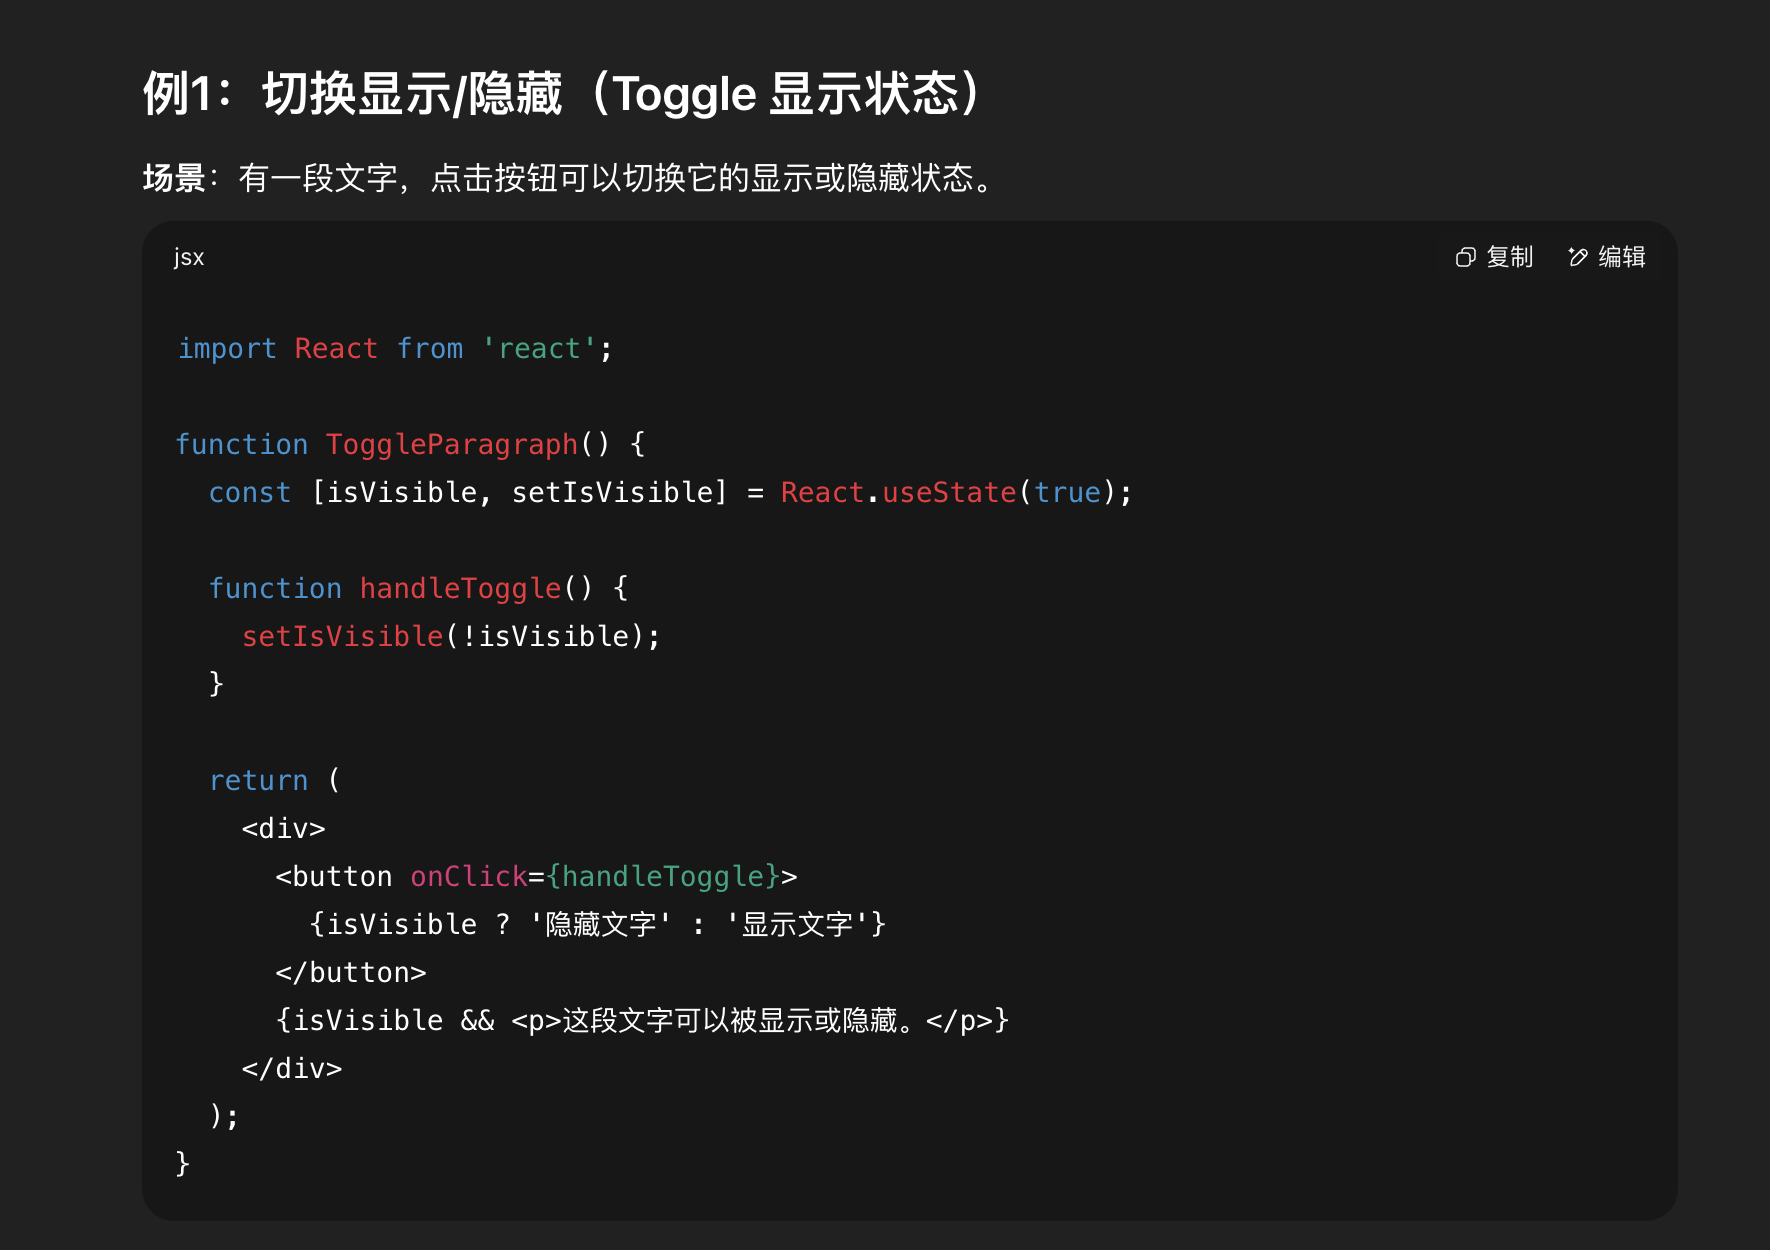 例1：切换显示/隐藏（Toggle 显示状态）
场景：有一段文字，点击按钮可以切换它的显示或隐藏状态。
jsx 复制 编辑
import React from 'react';
function ToggleParagraph() {
  const [isVisible, setIsVisible] = React.useState(true);
  function handleToggle() {
    setIsVisible(!isVisible);
  }
  return (
    <div>
      <button onClick={handleToggle}>
        {isVisible ? '隐藏文字' : '显示文字'}
      </button>
      {isVisible && <p>这段文字可以被显示或隐藏。</p>}
    </div>
  );
}